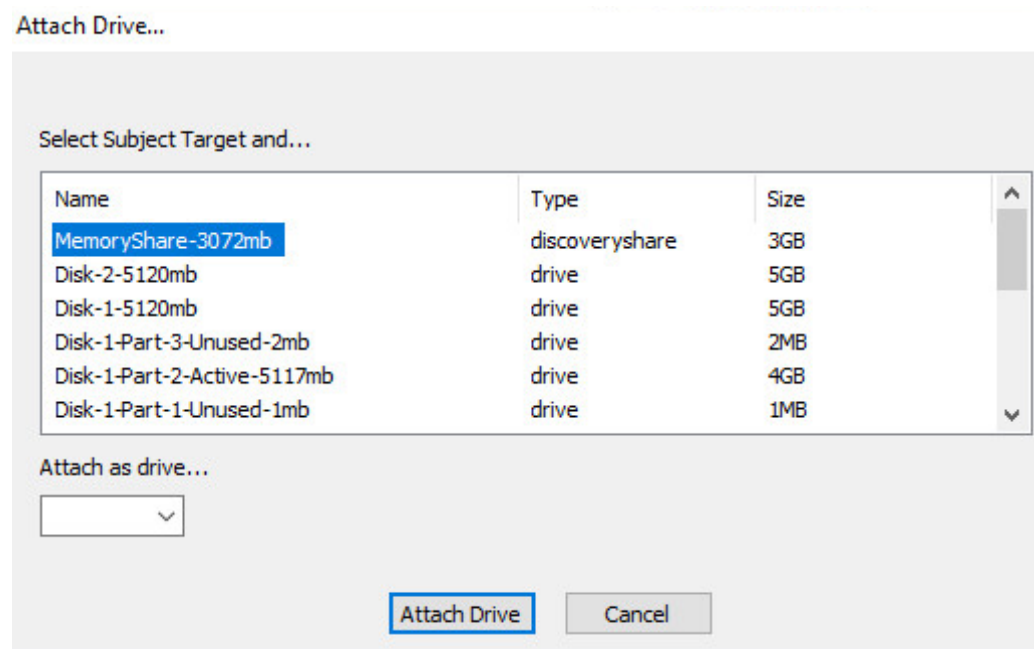 Attach Drive...
Select Subject Target and...
Name Type Size
MemoryShare-3072mb discoveryshare 3GB
Disk-2-5120mb drive 5GB
Disk-1-5120mb drive 5GB
Disk-1-Part-3-Unused-2mb drive 2MB
Disk-1-Part-2-Active-5117mb drive 4GB
Disk-1-Part-1-Unused-1mb drive 1MB
Attach as drive...
Attach Drive Cancel